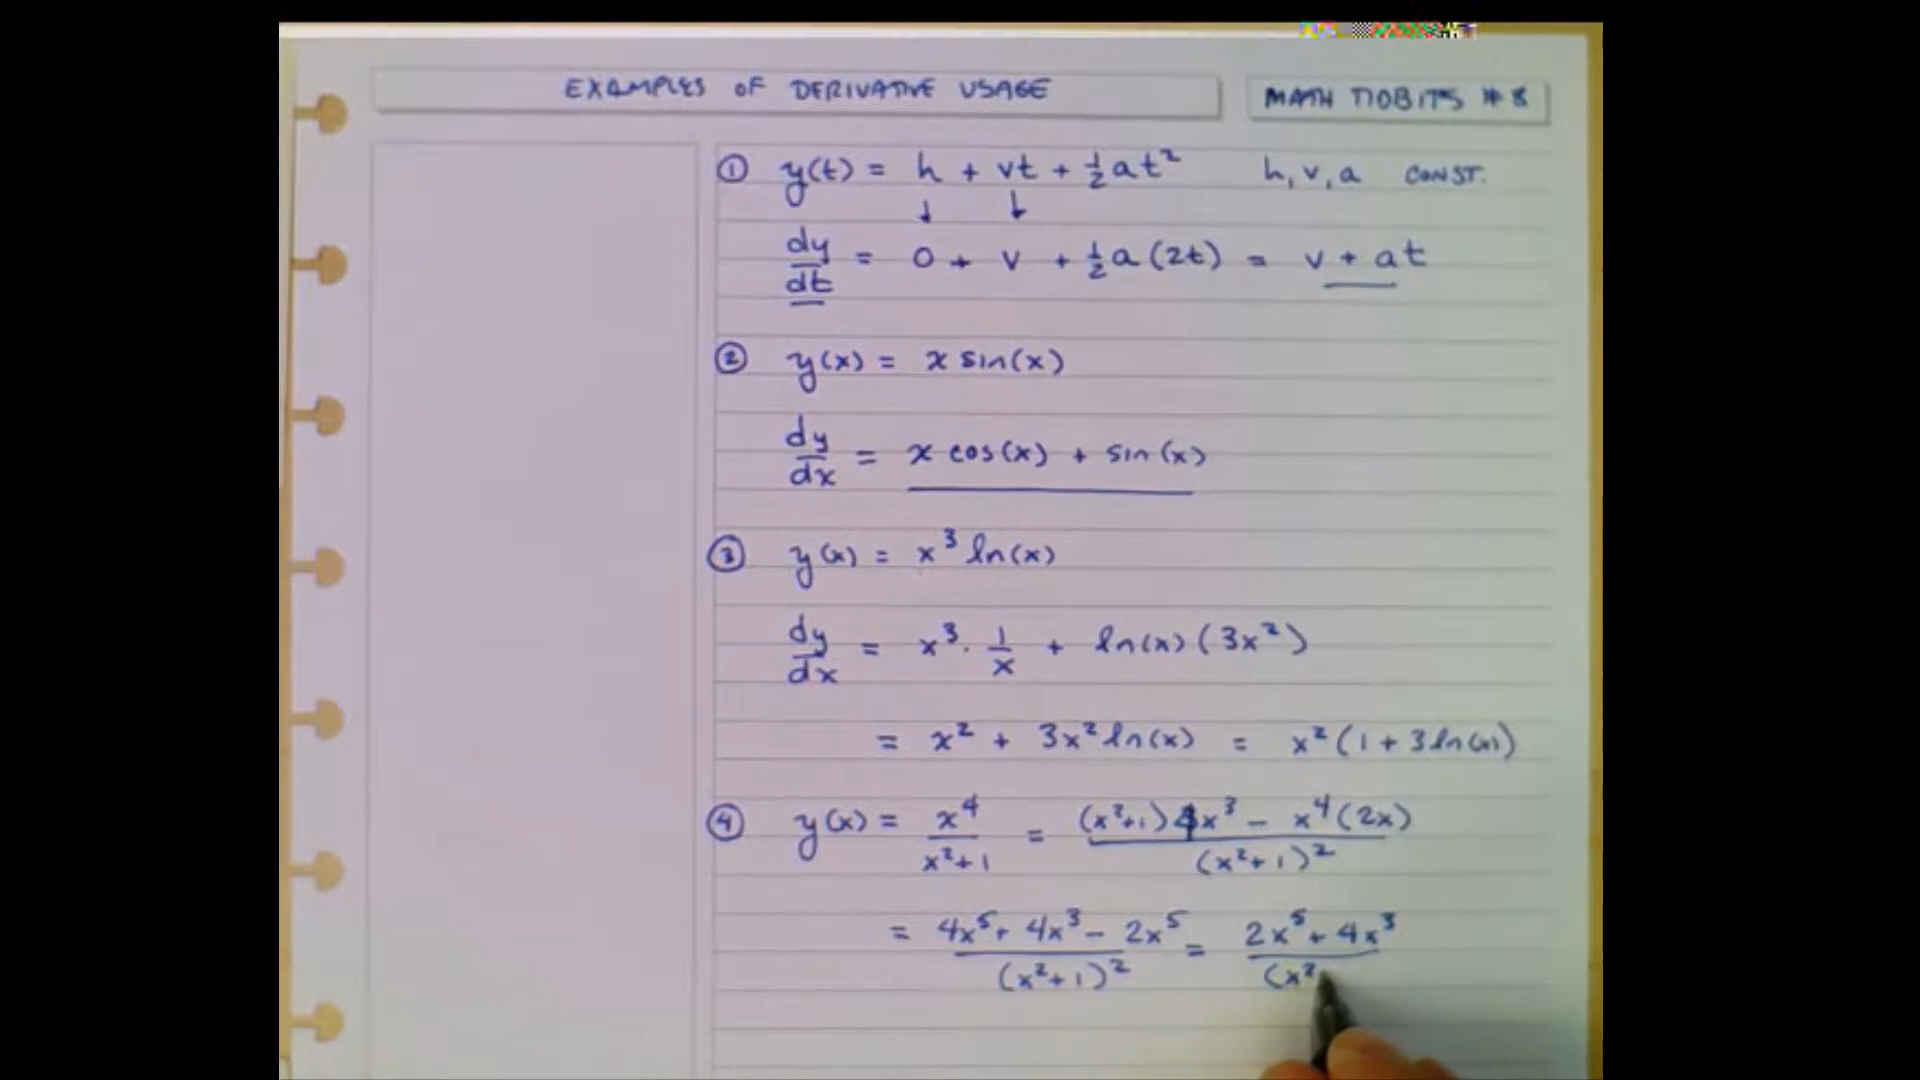 EXAMPLES OF DERIVATIVE USAGE
MATH TIDBITS #8
① y(t) = h + vt + ½at² h, v, a CONST.
↓ ↓
dy/dt = 0 + v + ½a(2t) = v + at
② y(x) = x sin(x)
dy/dx = x cos(x) + sin(x)
③ y(x) = x³ ln(x)
dy/dx = x³ · 1/x + ln(x)(3x²)
= x² + 3x² ln(x) = x²(1 + 3ln(x))
④ y(x) = x⁴/(x²+1) = ((x²+1)4x³ - x⁴(2x))/(x²+1)²
= (4x⁵ + 4x³ - 2x⁵)/(x²+1)² = (2x⁵ + 4x³)/(x²